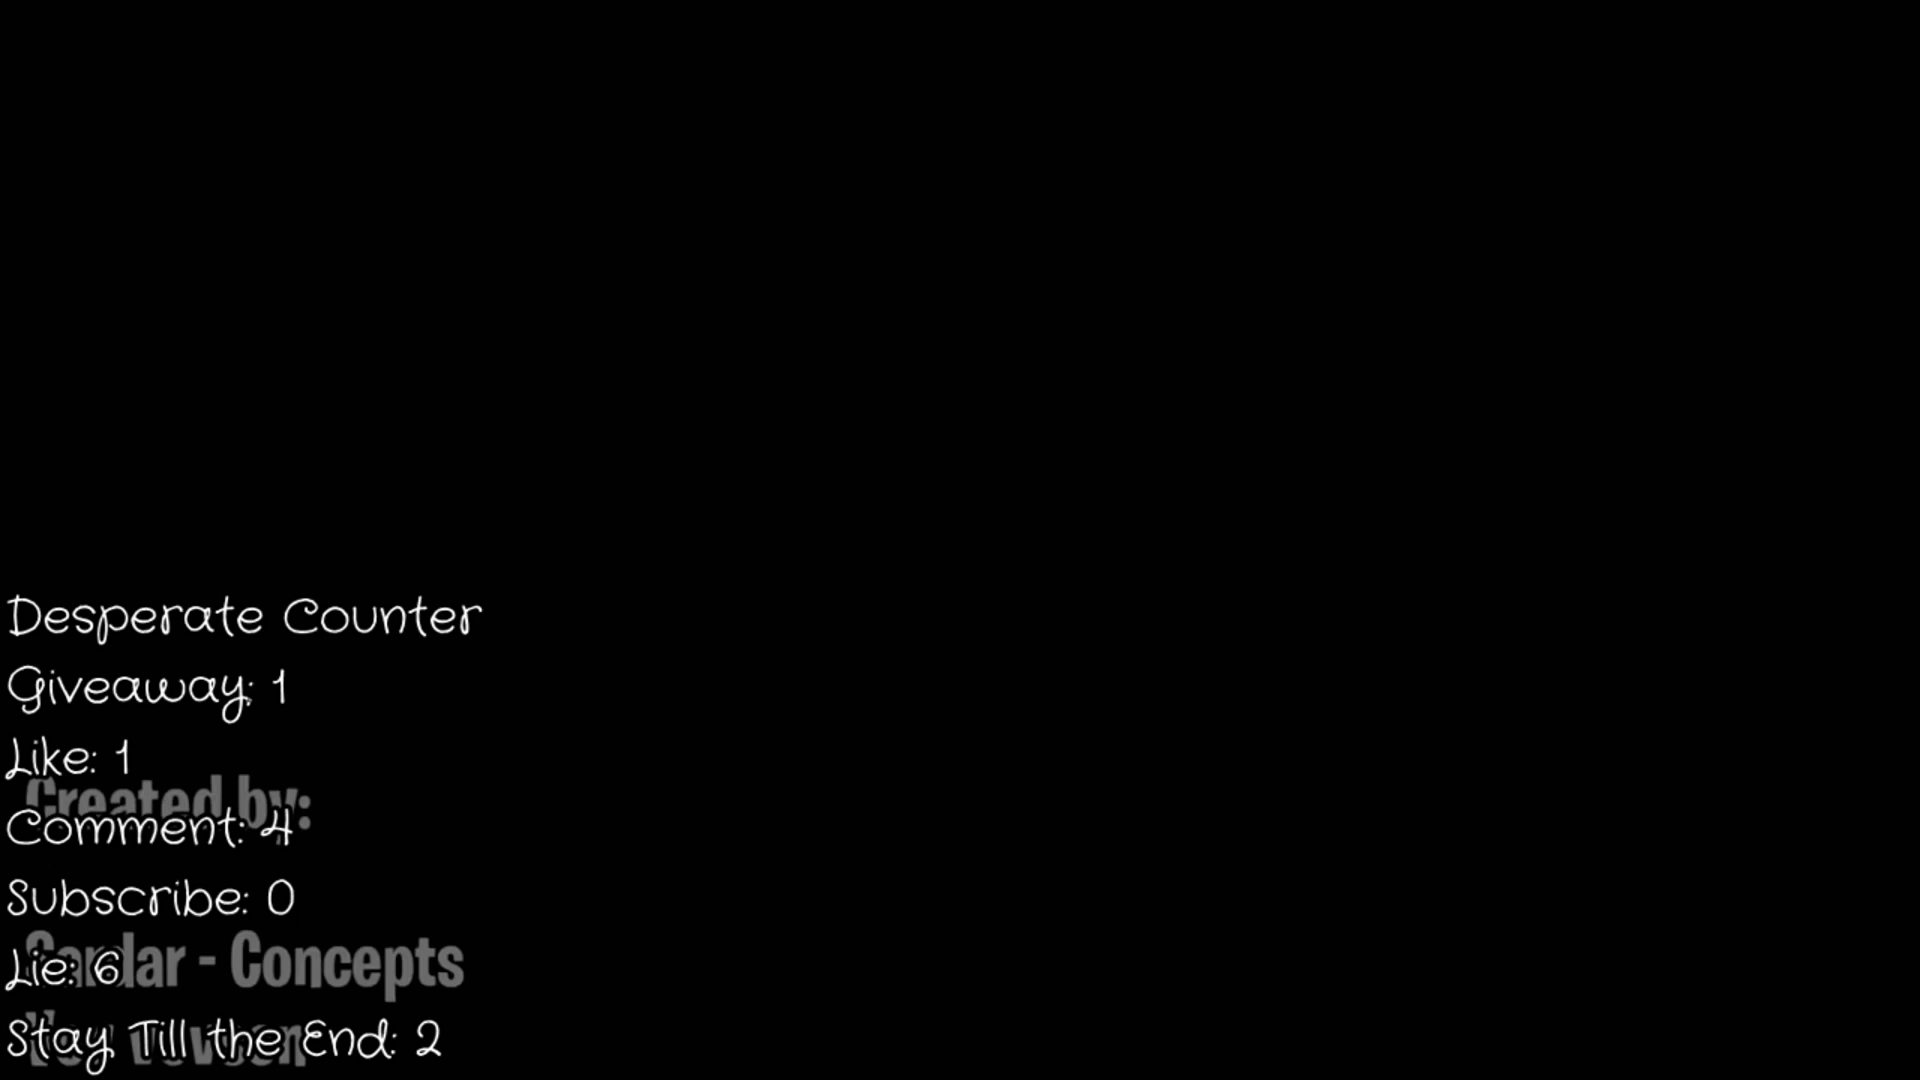 Desperate Counter
Giveaway: 1
Like: 1
Created by:
Comment: 4
Subscribe: 0
- Concepts
Lie: 6
Stay Till the End: 2